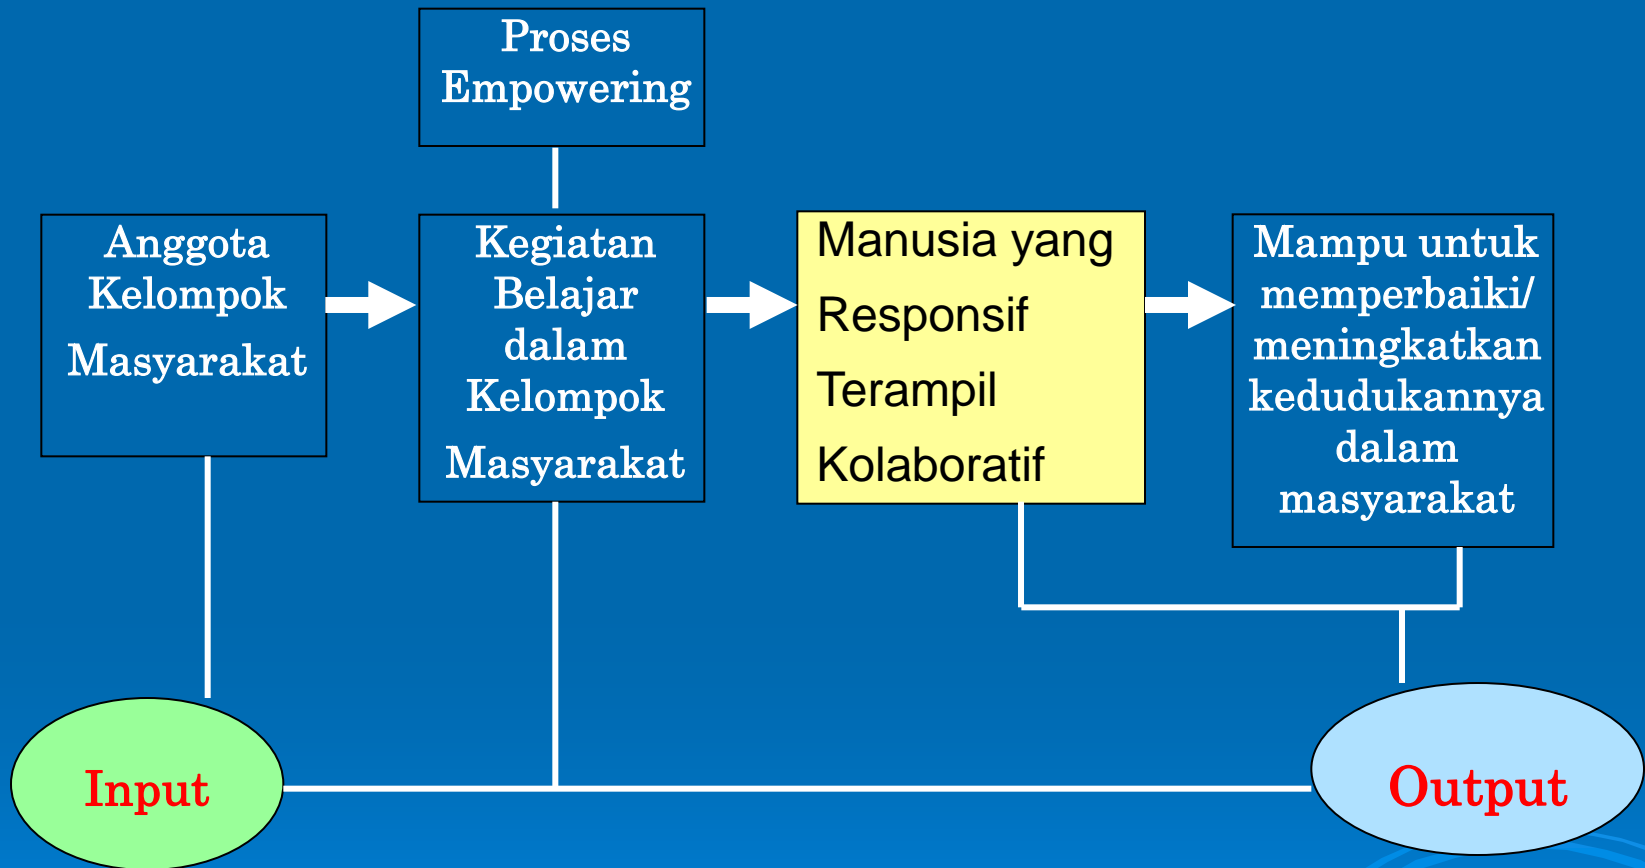 Proses
Empowering
Anggota
Kelompok
Masyarakat
Kegiatan
Belajar
dalam
Kelompok
Masyarakat
Manusia yang
Responsif
Terampil
Kolaboratif
Mampu untuk
memperbaiki/
meningkatkan
kedudukannya
dalam
masyarakat
Input
Output